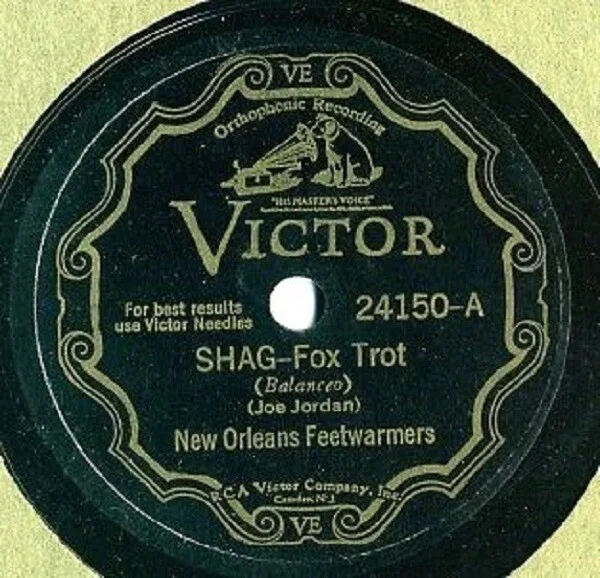 VE
Orthophonic Recording
"HIS MASTER'S VOICE"
VICTOR
For best results
use Victor Needles
24150-A
SHAG-FOX TROT
(Balanceo)
(Joe Jordan)
New Orleans Feetwarmers
RCA Victor Company, Inc.
Camden, N.J.
VE